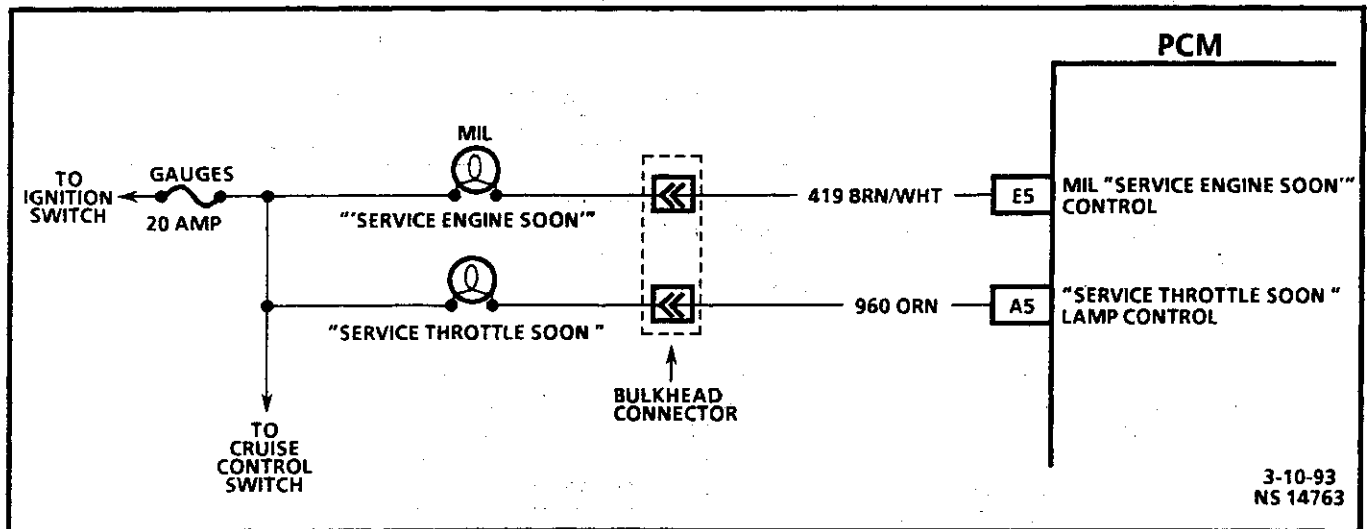 PCM
MIL
TO
IGNITION
SWITCH
GAUGES
20 AMP
"'SERVICE ENGINE SOON'"
419 BRN/WHT
E5
MIL "SERVICE ENGINE SOON'"
CONTROL
"SERVICE THROTTLE SOON "
960 ORN
A5
"SERVICE THROTTLE SOON "
LAMP CONTROL
BULKHEAD
CONNECTOR
TO
CRUISE
CONTROL
SWITCH
3-10-93
NS 14763